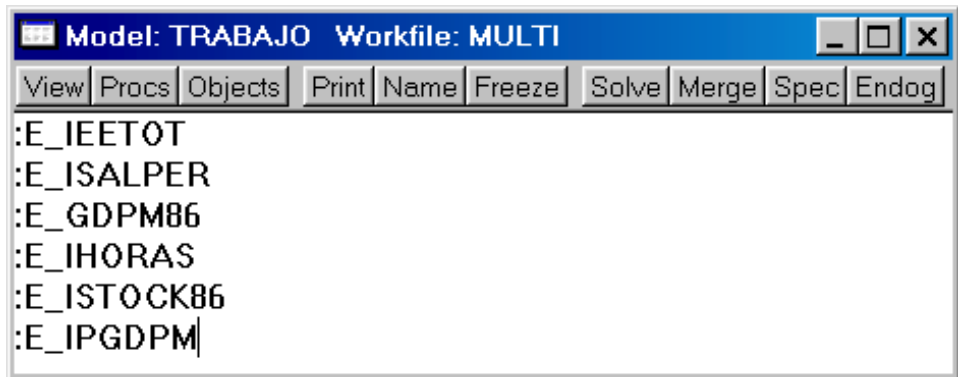 Model: TRABAJO Workfile: MULTI
View Procs Objects Print Name Freeze Solve Merge Spec Endog
:E_IEETOT
:E_ISALPER
:E_GDPM86
:E_IHORAS
:E_ISTOCK86
:E_IPGDPM